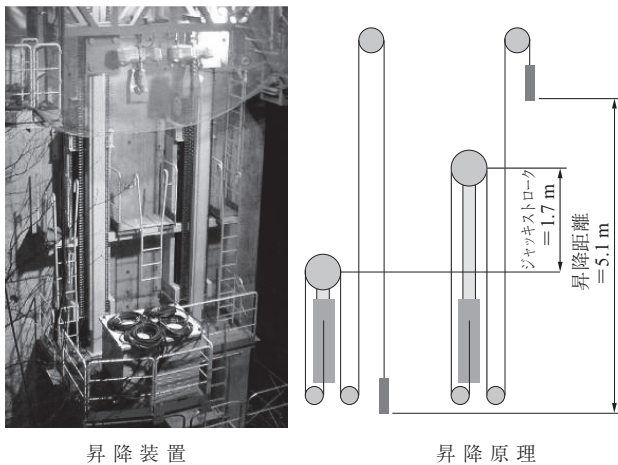 ジャッキストローク
＝1.7 m
昇降距離
＝5.1 m
昇降装置
昇降原理